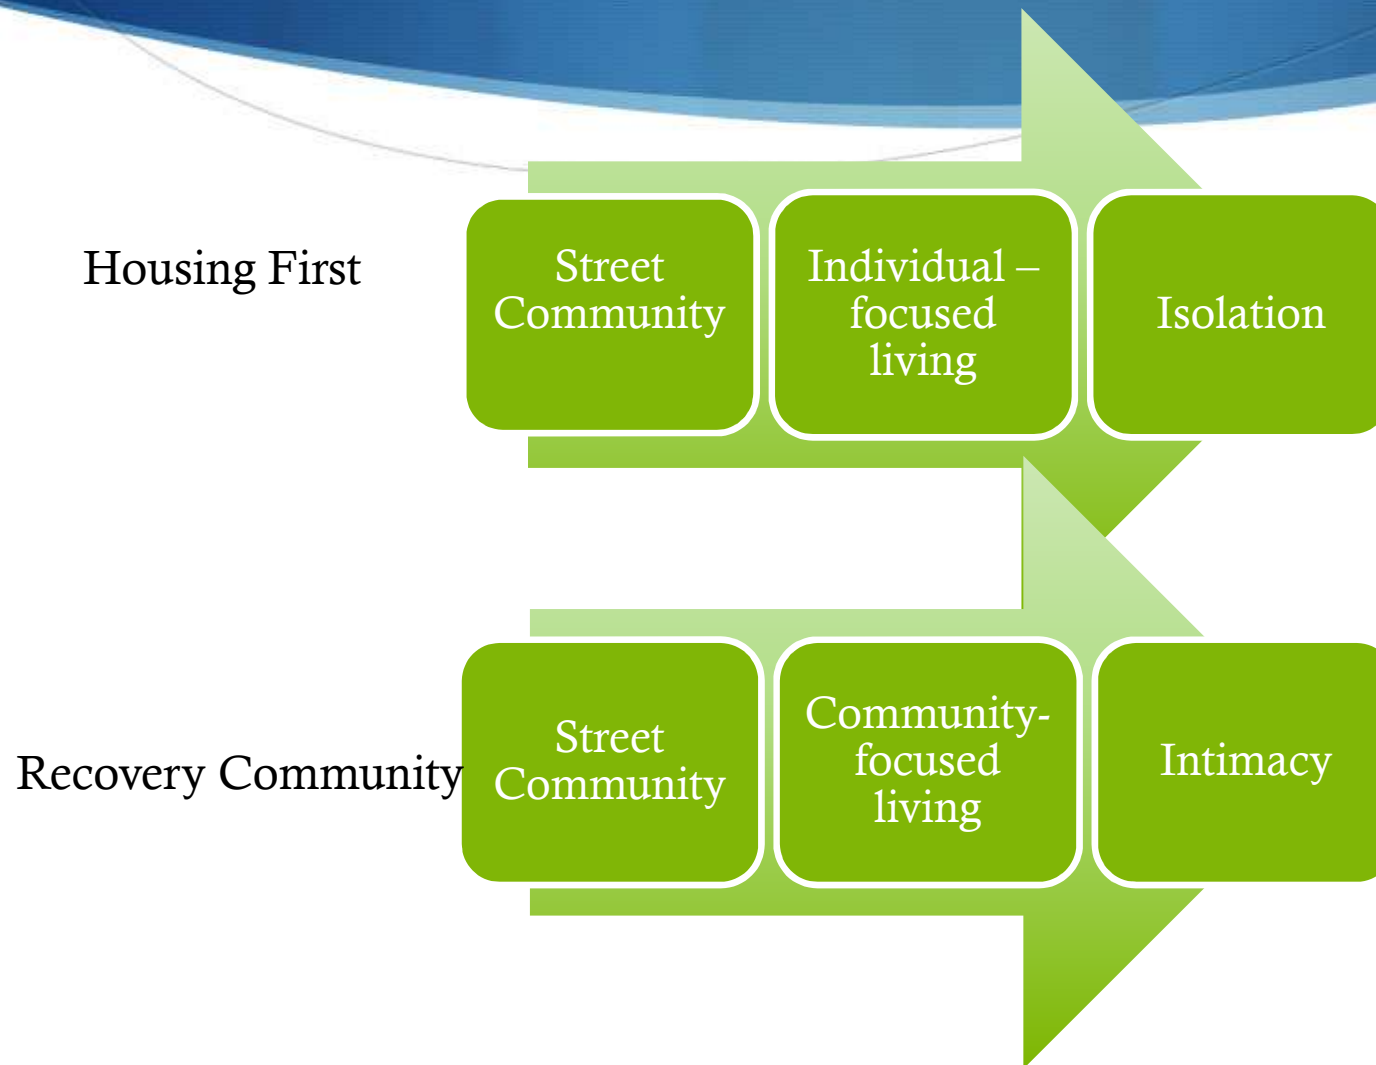 Housing First
Street
Community
Individual –
focused
living
Isolation
Recovery Community
Street
Community
Community-
focused
living
Intimacy